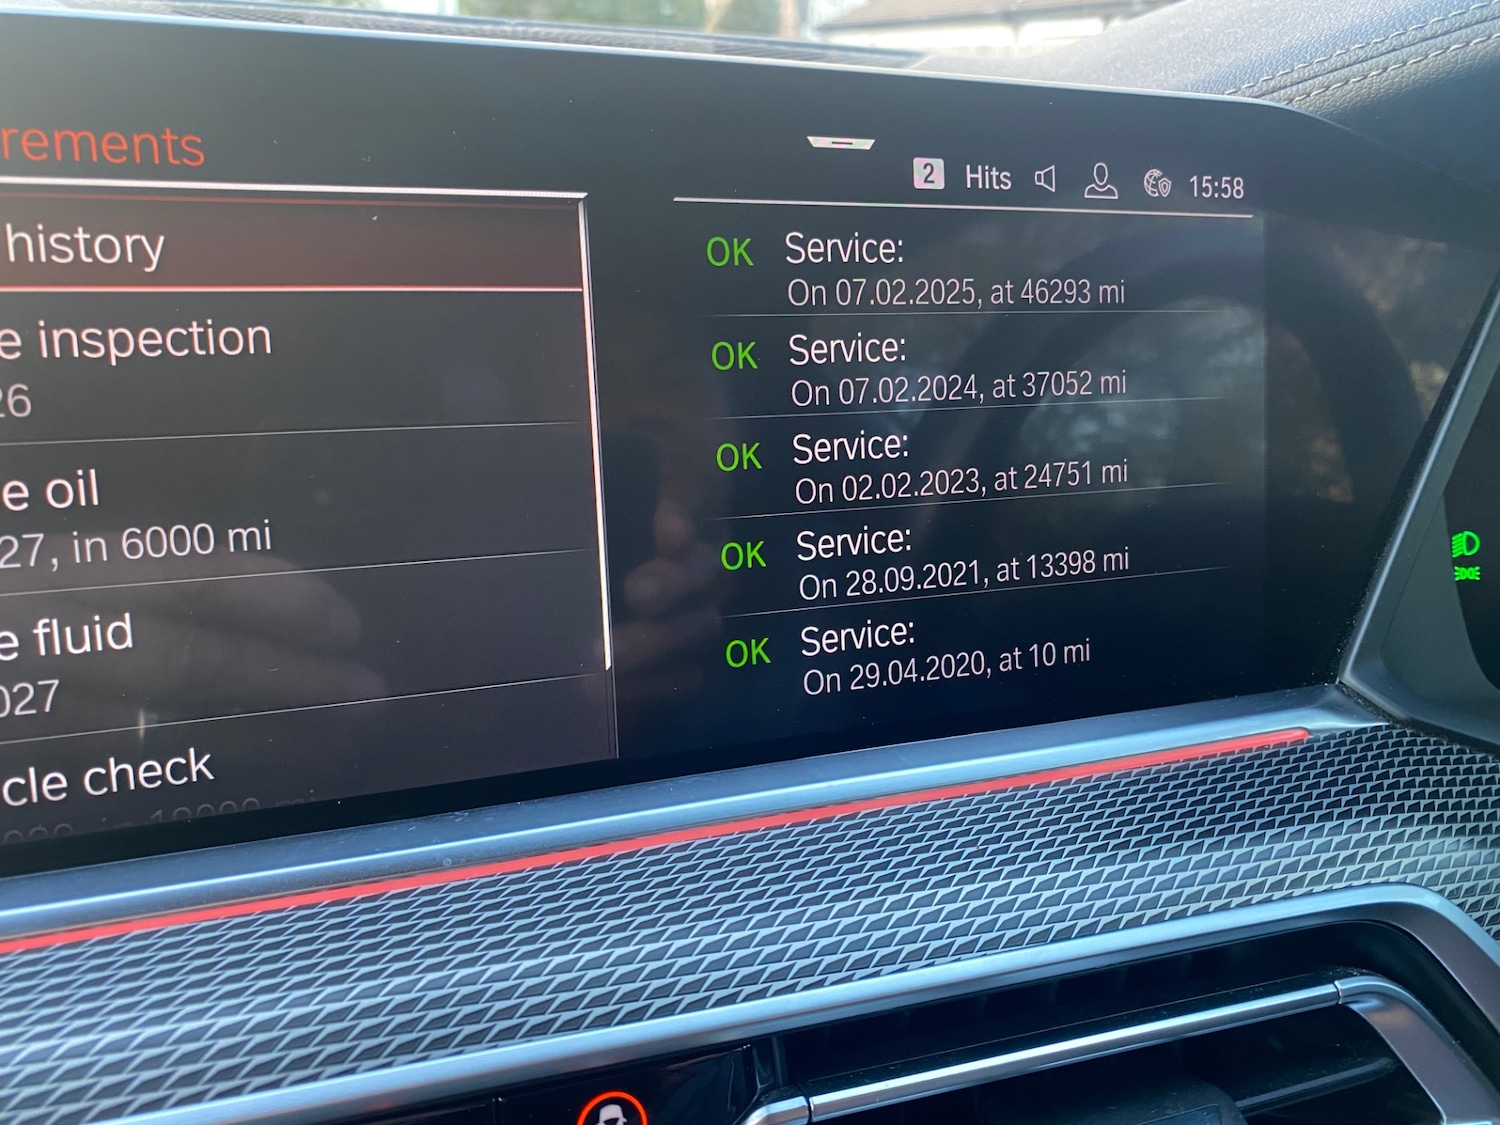 rements
2 Hits 15:58
history
e inspection
26
e oil
27, in 6000 mi
e fluid
027
cle check
OK Service:
On 07.02.2025, at 46293 mi
OK Service:
On 07.02.2024, at 37052 mi
OK Service:
On 02.02.2023, at 24751 mi
OK Service:
On 28.09.2021, at 13398 mi
OK Service:
On 29.04.2020, at 10 mi